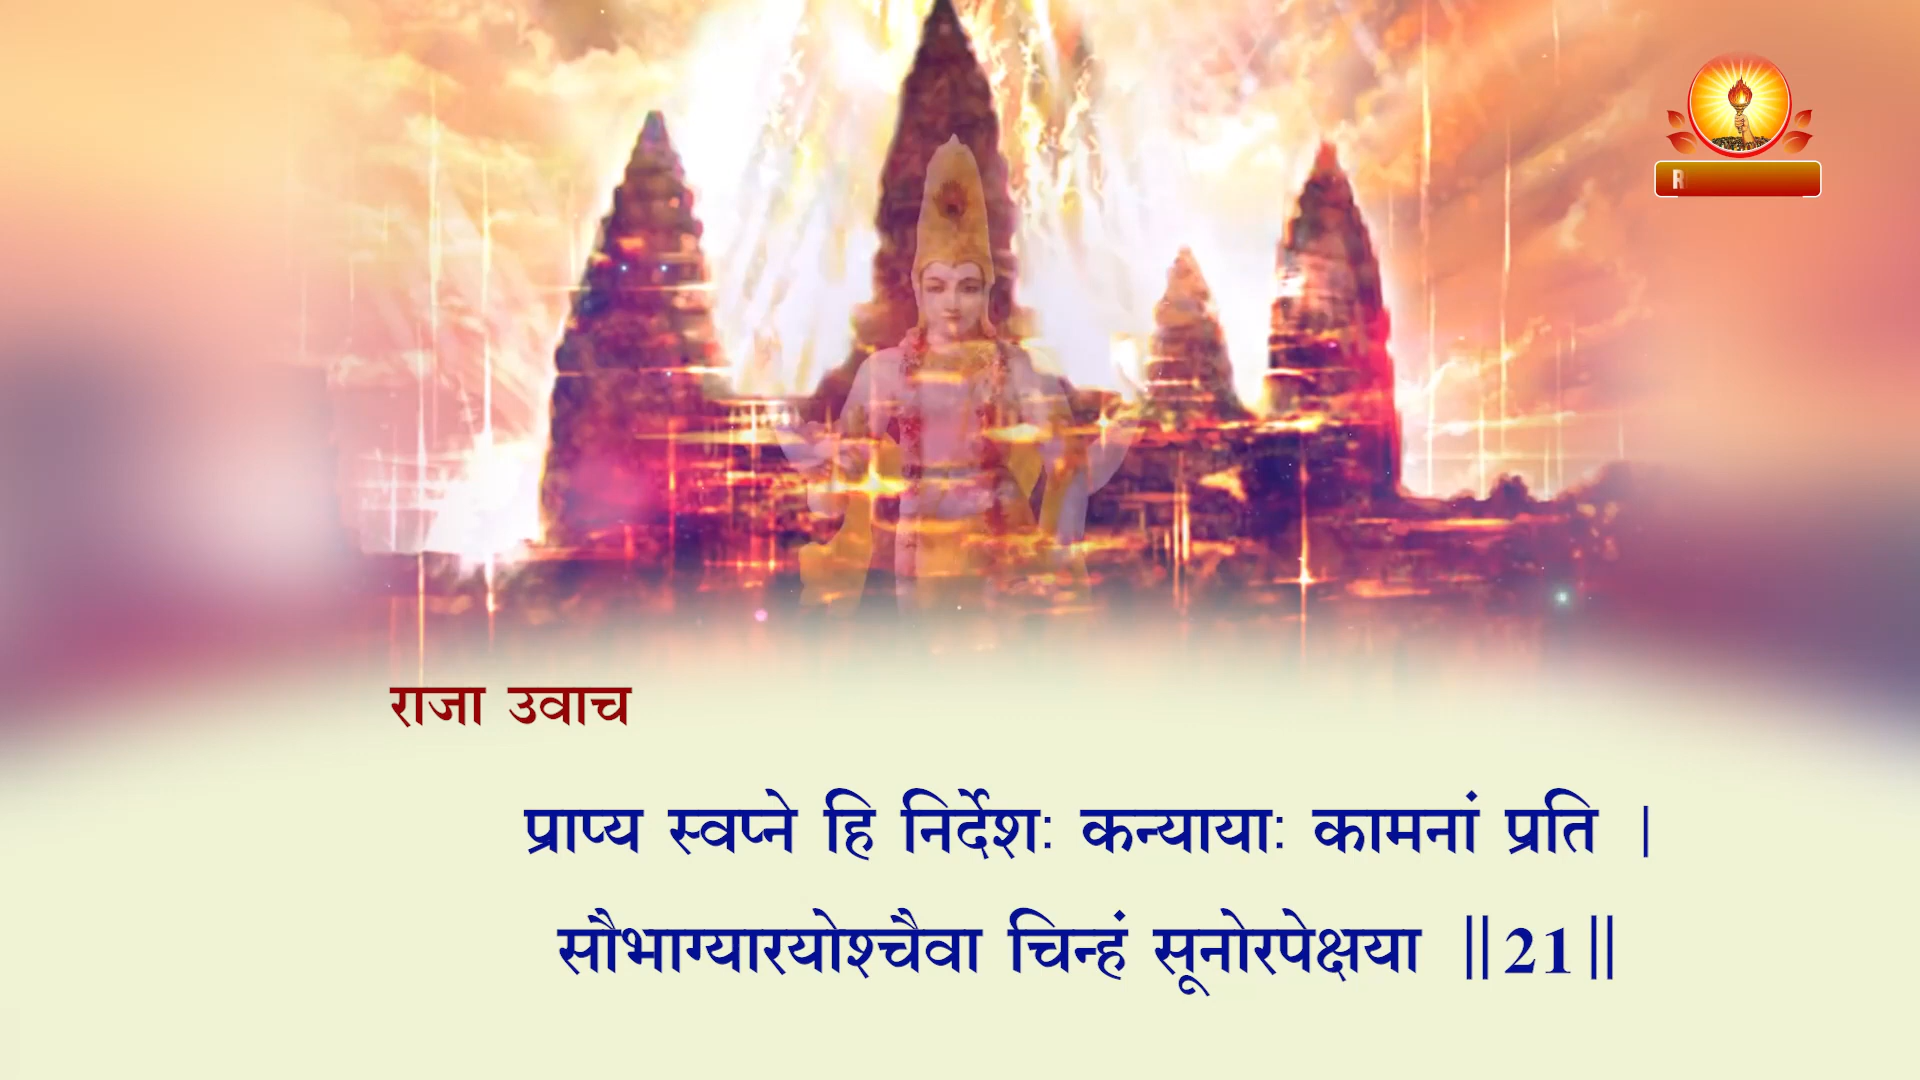 राजा उवाच
प्राप्य स्वप्ने हि निर्देशः कन्यायाः कामनां प्रति |
सौभाग्यारयोश्चैवा चिन्हं सूनोरपेक्षया ||21||